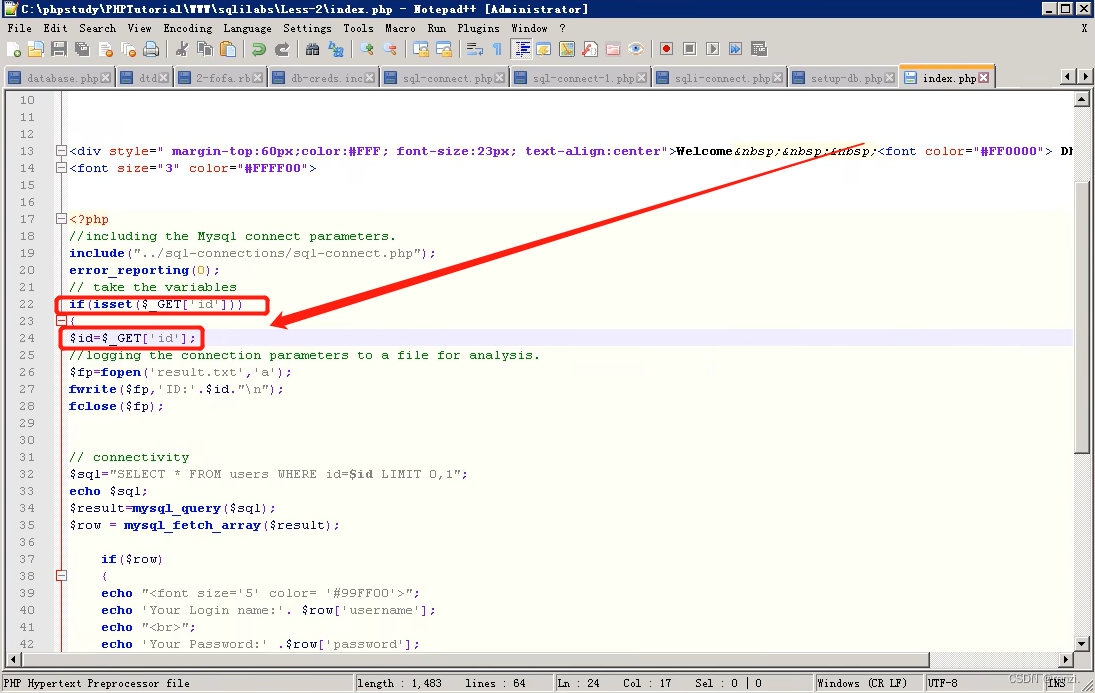 C:\phpstudy\PHPTutorial\WWW\sqlilabs\Less-2\index.php - Notepad++ [Administrator]
File Edit Search View Encoding Language Settings Tools Macro Run Plugins Window ? X
database.php dtd 2-fofa.rb db-creds.inc sql-connect.php sql-connect-1.php sqli-connect.php setup-db.php index.php
10
11
12
13 <div style=" margin-top:60px;color:#FFF; font-size:23px; text-align:center">Welcome&nbsp;&nbsp;&nbsp;<font color="#FF0000"> Dh
14 <font size="3" color="#FFFF00">
15
16
17 <?php
18 //including the Mysql connect parameters.
19 include("../sql-connections/sql-connect.php");
20 error_reporting(0);
21 // take the variables
22 if(isset($_GET['id']))
23 {
24 $id=$_GET['id'];
25 //logging the connection parameters to a file for analysis.
26 $fp=fopen('result.txt','a');
27 fwrite($fp,'ID:'.$id."\n");
28 fclose($fp);
29
30
31 // connectivity
32 $sql="SELECT * FROM users WHERE id=$id LIMIT 0,1";
33 echo $sql;
34 $result=mysql_query($sql);
35 $row = mysql_fetch_array($result);
36
37 if($row)
38 {
39 echo "<font size='5' color= '#99FF00'>";
40 echo 'Your Login name:'. $row['username'];
41 echo "<br>";
42 echo 'Your Password:' .$row['password'];
PHP Hypertext Preprocessor file length : 1,483 lines : 64 Ln : 24 Col : 17 Sel : 0 | 0 Windows (CR LF) UTF-8 INS